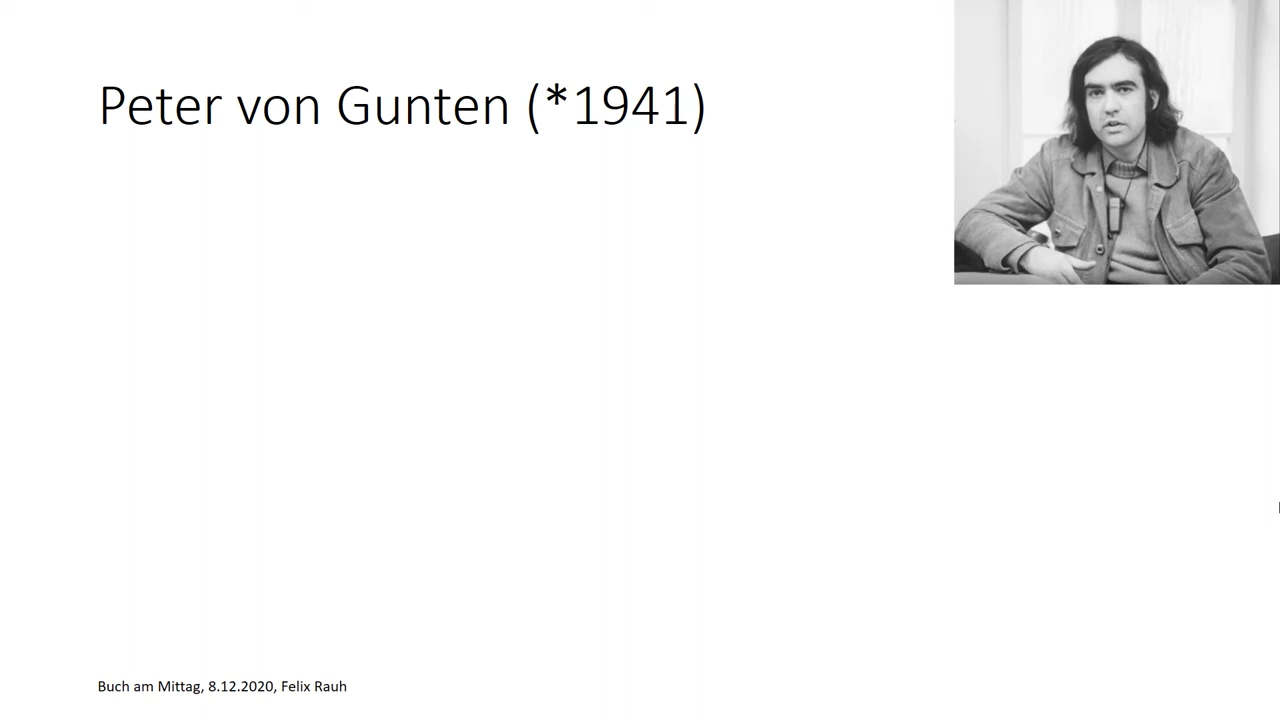 Peter von Gunten (*1941)
Buch am Mittag, 8.12.2020, Felix Rauh